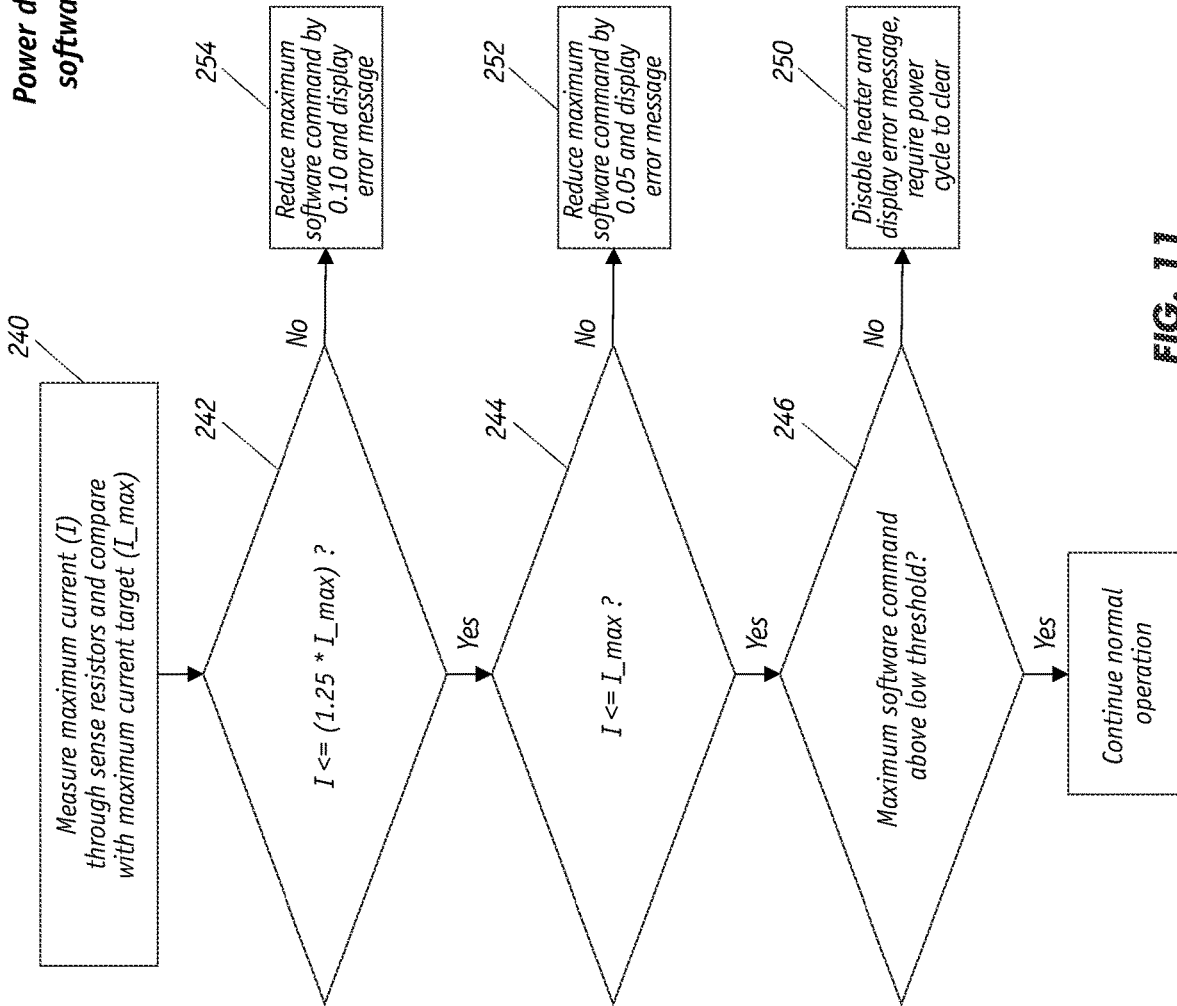 Power d
softwa
240
Measure maximum current (I)
through sense resistors and compare
with maximum current target (I_max)
242
I <= (1.25 * I_max) ?
No
254
Reduce maximum
software command by
0.10 and display
error message
Yes
244
I <= I_max ?
No
252
Reduce maximum
software command by
0.05 and display
error message
Yes
246
Maximum software command
above low threshold?
No
250
Disable heater and
display error message,
require power
cycle to clear
Yes
Continue normal
operation
FIG. 11